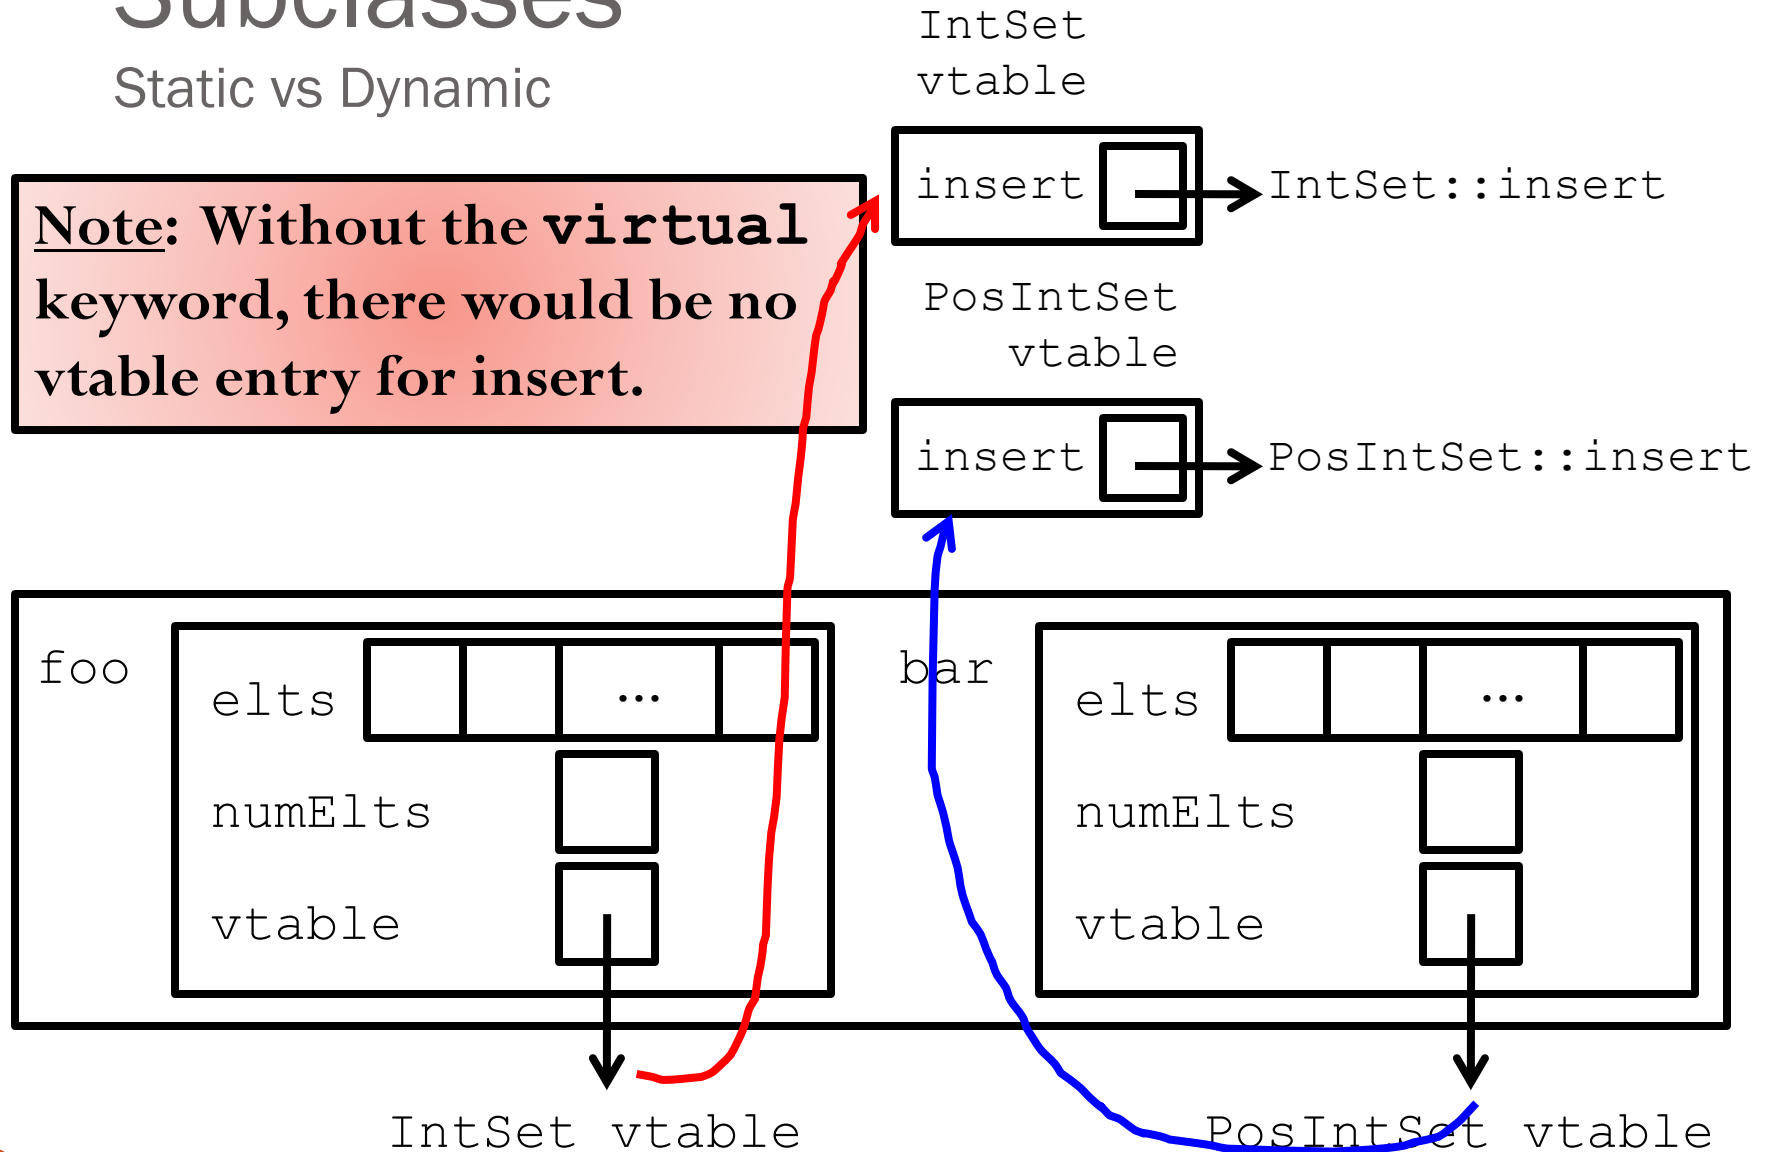 Subclasses
Static vs Dynamic
IntSet
vtable
insert
IntSet::insert
Note: Without the virtual
keyword, there would be no
vtable entry for insert.
PosIntSet
vtable
insert
PosIntSet::insert
foo
elts
...
numElts
vtable
bar
elts
...
numElts
vtable
IntSet vtable
PosIntSet vtable